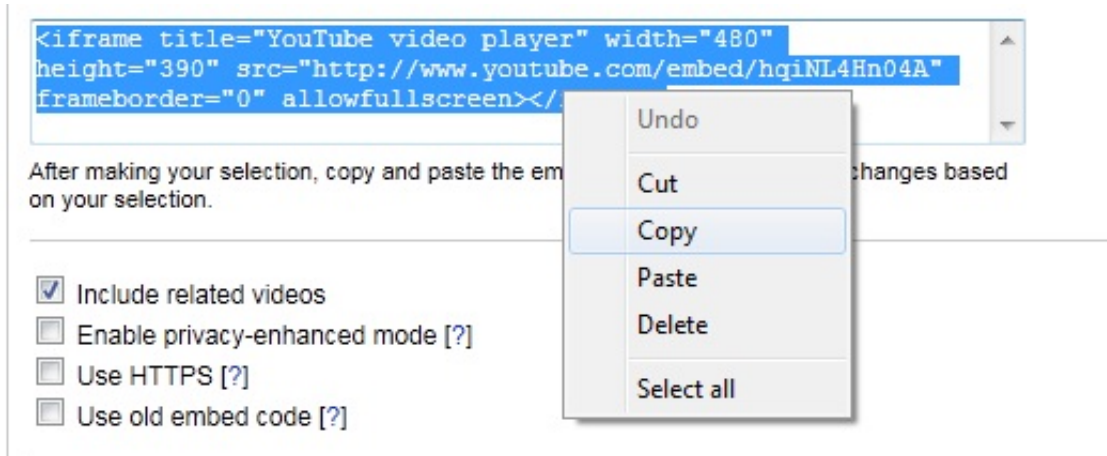 <iframe title="YouTube video player" width="480"
height="390" src="http://www.youtube.com/embed/hqiNL4Hn04A"
frameborder="0" allowfullscreen></
After making your selection, copy and paste the em changes based
on your selection.
Undo
Cut
Copy
Paste
Delete
Select all
Include related videos
Enable privacy-enhanced mode [?]
Use HTTPS [?]
Use old embed code [?]